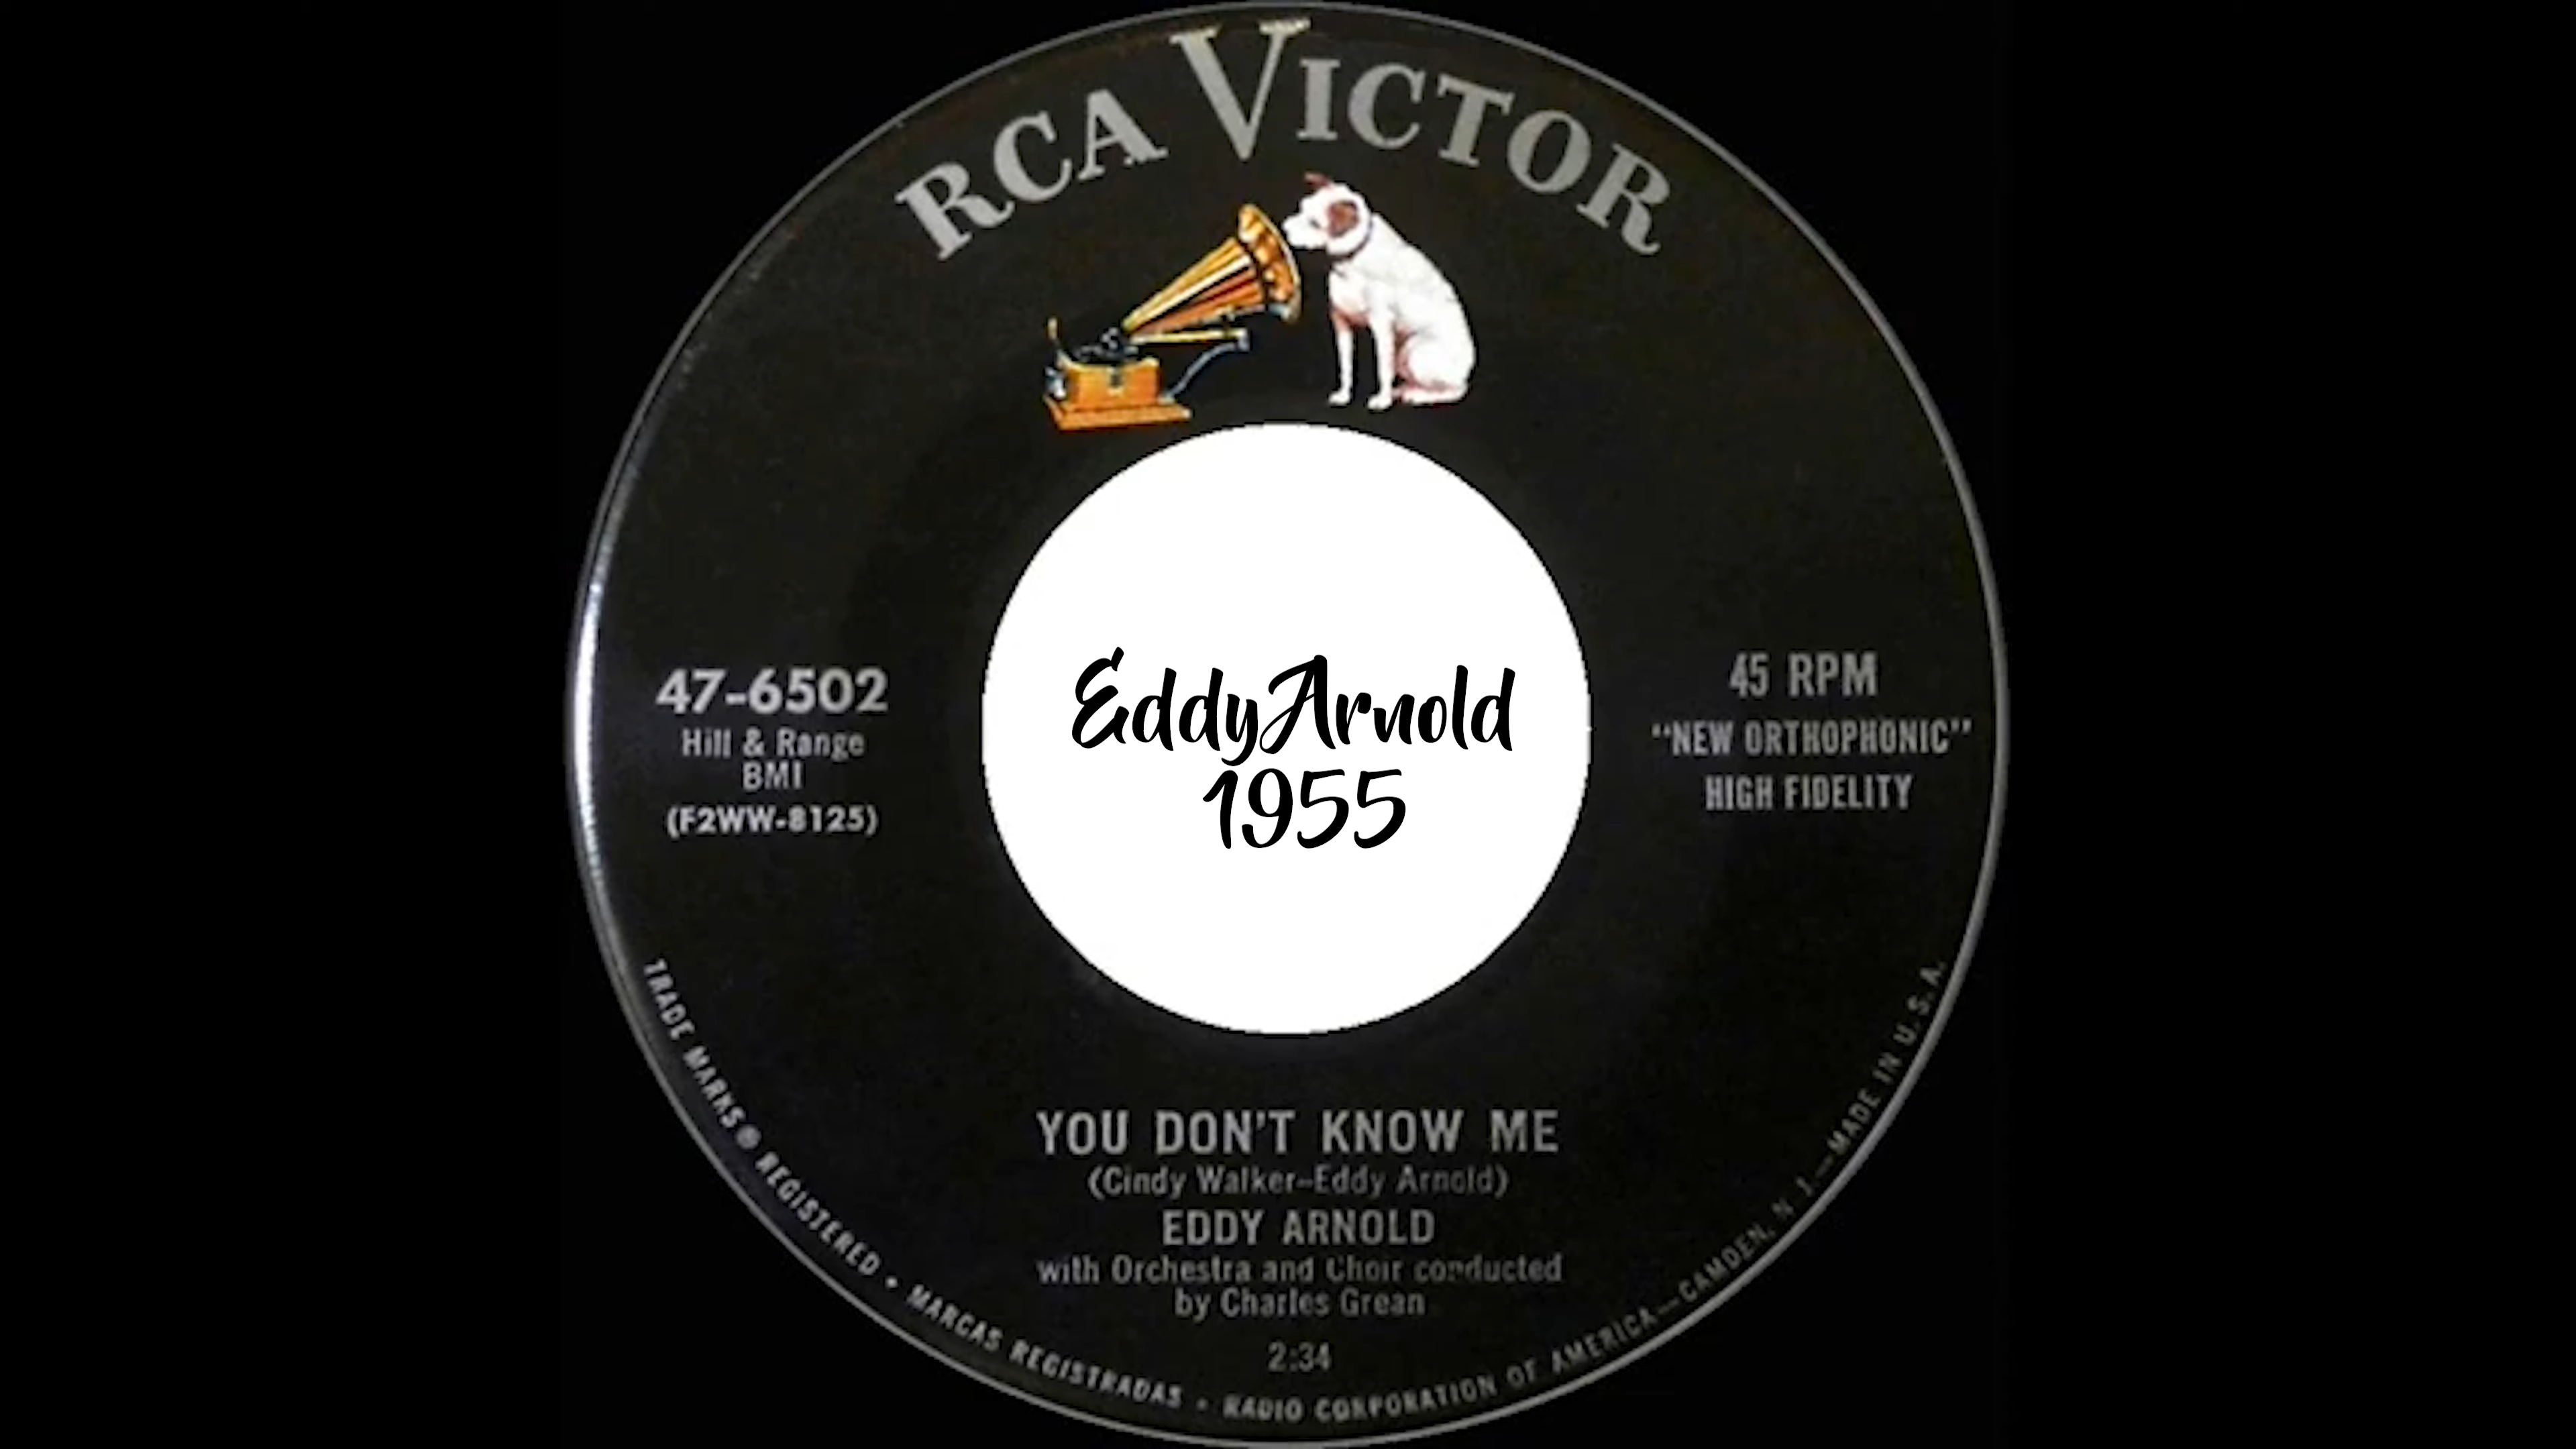 RCA VICTOR
47-6502
Hill & Range
BMI
(F2WW-8125)
Eddy Arnold
1955
45 RPM
“NEW ORTHOPHONIC”
HIGH FIDELITY
YOU DON'T KNOW ME
(Cindy Walker-Eddy Arnold)
EDDY ARNOLD
with Orchestra and Choir conducted
by Charles Grean
2:34
TRADE MARKS ® REGISTERED • MARCAS REGISTRADAS • RADIO CORPORATION OF AMERICA—CAMDEN, N. J.—MADE IN U. S. A.